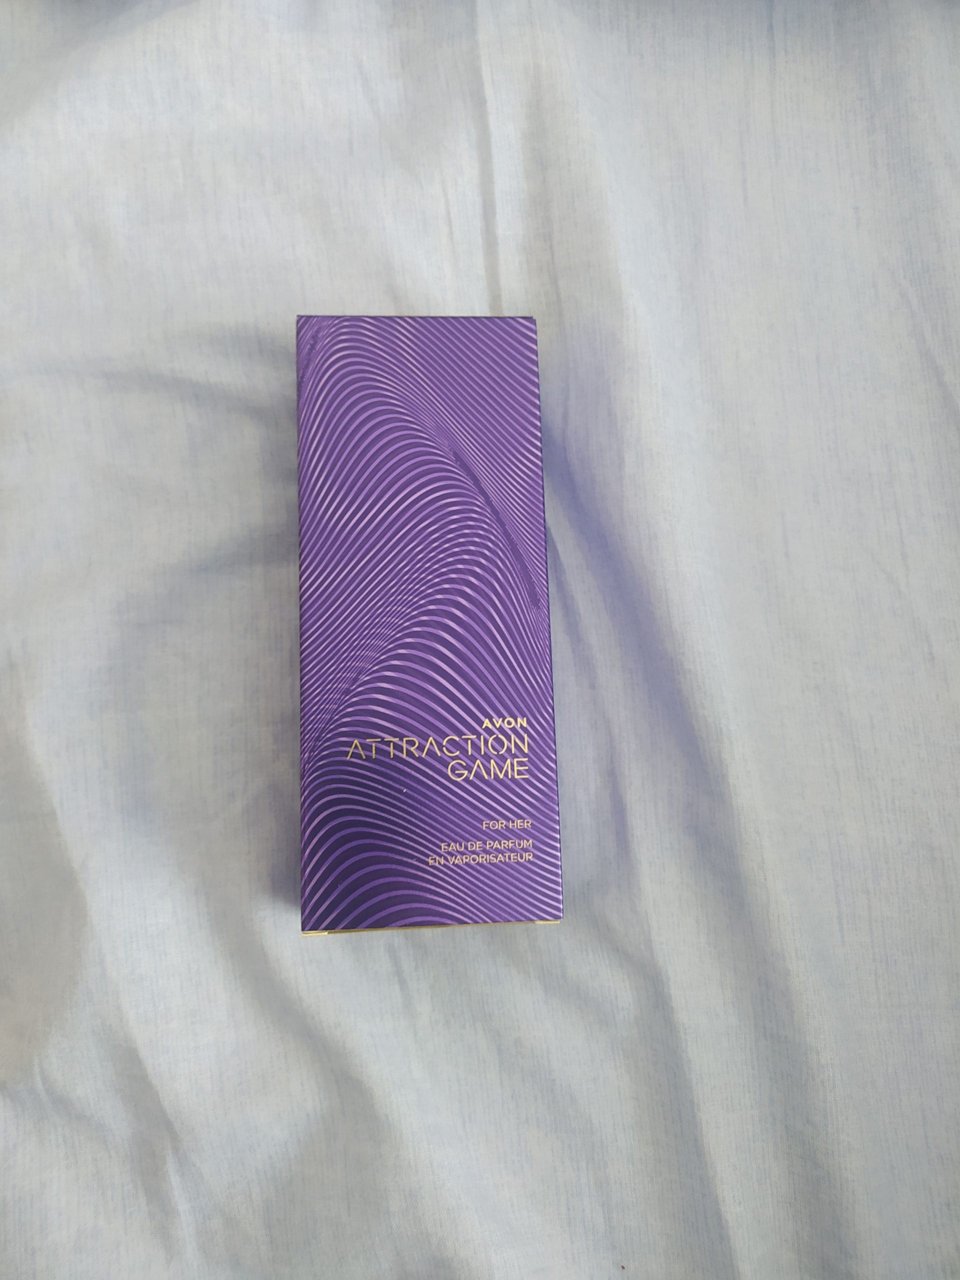 AVON
ATTRACTION
GAME
FOR HER
EAU DE PARFUM
EN VAPORISATEUR